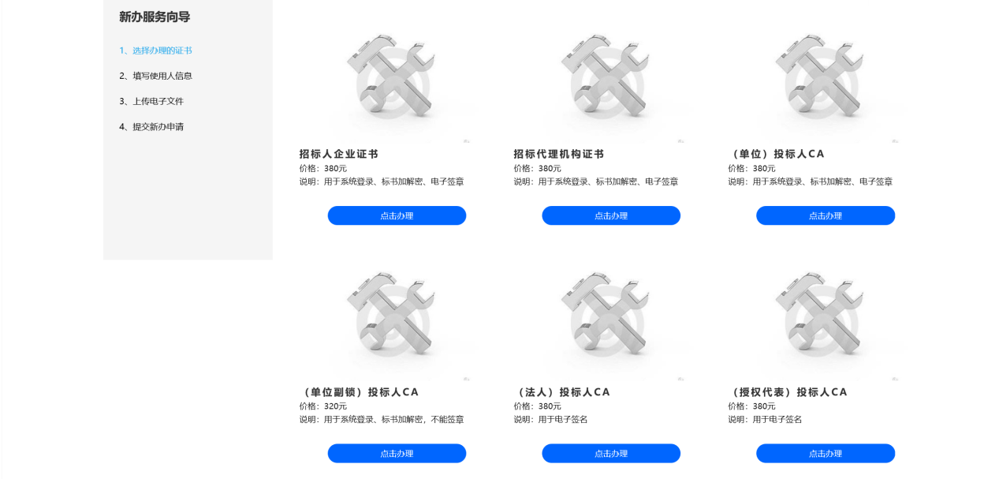 新办服务向导
1、选择办理的证书
2、填写使用人信息
3、上传电子文件
4、提交新办申请
招标人企业证书
价格：380元
说明：用于系统登录、标书加解密、电子签章
点击办理
招标代理机构证书
价格：380元
说明：用于系统登录、标书加解密、电子签章
点击办理
（单位）投标人CA
价格：380元
说明：用于系统登录、标书加解密、电子签章
点击办理
（单位副锁）投标人CA
价格：320元
说明：用于系统登录、标书加解密，不能签章
点击办理
（法人）投标人CA
价格：380元
说明：用于电子签名
点击办理
（授权代表）投标人CA
价格：380元
说明：用于电子签名
点击办理